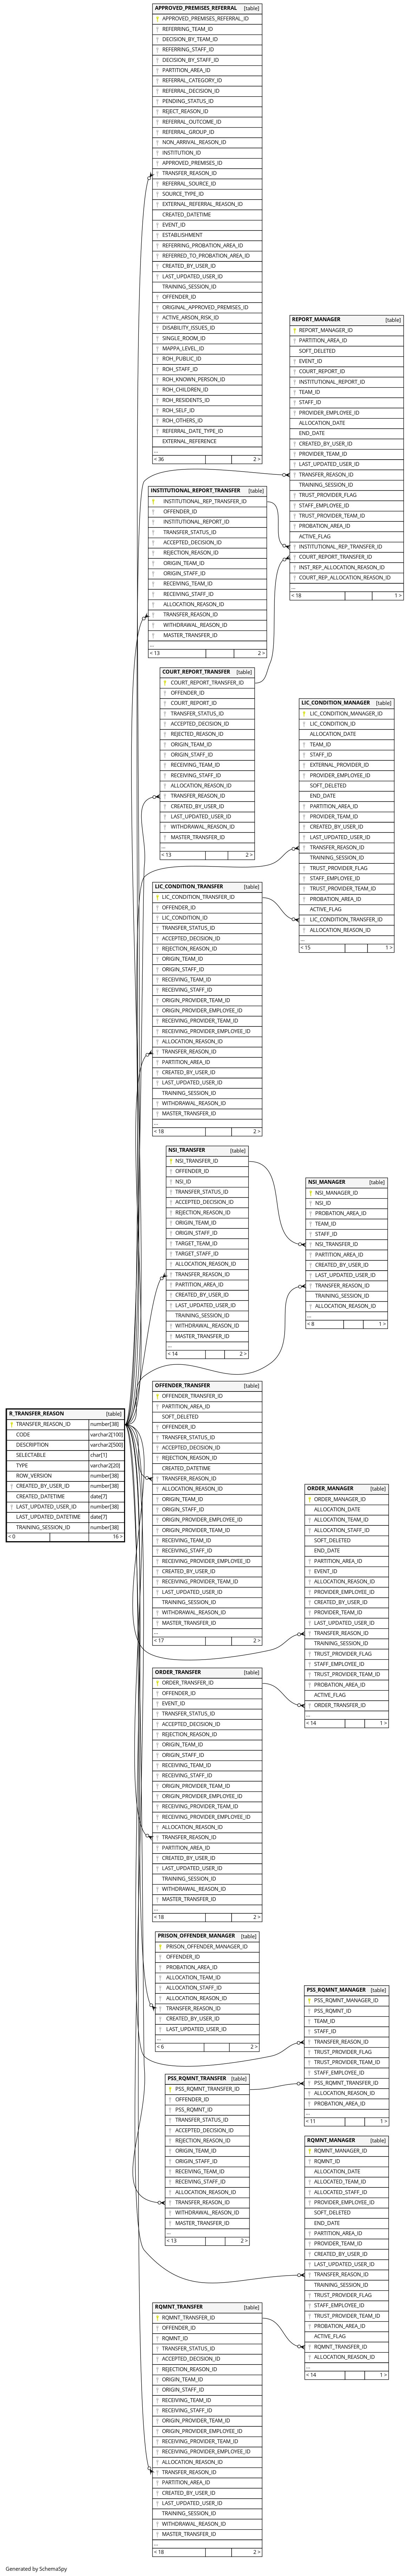 APPROVED_PREMISES_REFERRAL [table]
APPROVED_PREMISES_REFERRAL_ID
REFERRING_TEAM_ID
DECISION_BY_TEAM_ID
REFERRING_STAFF_ID
DECISION_BY_STAFF_ID
PARTITION_AREA_ID
REFERRAL_CATEGORY_ID
REFERRAL_DECISION_ID
PENDING_STATUS_ID
REJECT_REASON_ID
REFERRAL_OUTCOME_ID
REFERRAL_GROUP_ID
NON_ARRIVAL_REASON_ID
INSTITUTION_ID
APPROVED_PREMISES_ID
TRANSFER_REASON_ID
REFERRAL_SOURCE_ID
SOURCE_TYPE_ID
EXTERNAL_REFERRAL_REASON_ID
CREATED_DATETIME
EVENT_ID
ESTABLISHMENT
REFERRING_PROBATION_AREA_ID
REFERRED_TO_PROBATION_AREA_ID
CREATED_BY_USER_ID
LAST_UPDATED_USER_ID
TRAINING_SESSION_ID
OFFENDER_ID
ORIGINAL_APPROVED_PREMISES_ID
ACTIVE_ARSON_RISK_ID
DISABILITY_ISSUES_ID
SINGLE_ROOM_ID
MAPPA_LEVEL_ID
ROH_PUBLIC_ID
ROH_STAFF_ID
ROH_KNOWN_PERSON_ID
ROH_CHILDREN_ID
ROH_RESIDENTS_ID
ROH_SELF_ID
ROH_OTHERS_ID
REFERRAL_DATE_TYPE_ID
EXTERNAL_REFERENCE
...
< 36 2 >
REPORT_MANAGER [table]
REPORT_MANAGER_ID
PARTITION_AREA_ID
SOFT_DELETED
EVENT_ID
COURT_REPORT_ID
INSTITUTIONAL_REPORT_ID
TEAM_ID
STAFF_ID
PROVIDER_EMPLOYEE_ID
ALLOCATION_DATE
END_DATE
CREATED_BY_USER_ID
PROVIDER_TEAM_ID
LAST_UPDATED_USER_ID
TRANSFER_REASON_ID
TRAINING_SESSION_ID
TRUST_PROVIDER_FLAG
STAFF_EMPLOYEE_ID
TRUST_PROVIDER_TEAM_ID
PROBATION_AREA_ID
ACTIVE_FLAG
INSTITUTIONAL_REP_TRANSFER_ID
COURT_REPORT_TRANSFER_ID
INST_REP_ALLOCATION_REASON_ID
COURT_REP_ALLOCATION_REASON_ID
...
< 18 1 >
INSTITUTIONAL_REPORT_TRANSFER [table]
INSTITUTIONAL_REP_TRANSFER_ID
OFFENDER_ID
INSTITUTIONAL_REPORT_ID
TRANSFER_STATUS_ID
ACCEPTED_DECISION_ID
REJECTION_REASON_ID
ORIGIN_TEAM_ID
ORIGIN_STAFF_ID
RECEIVING_TEAM_ID
RECEIVING_STAFF_ID
ALLOCATION_REASON_ID
TRANSFER_REASON_ID
WITHDRAWAL_REASON_ID
MASTER_TRANSFER_ID
...
< 13 2 >
COURT_REPORT_TRANSFER [table]
COURT_REPORT_TRANSFER_ID
OFFENDER_ID
COURT_REPORT_ID
TRANSFER_STATUS_ID
ACCEPTED_DECISION_ID
REJECTED_REASON_ID
ORIGIN_TEAM_ID
ORIGIN_STAFF_ID
RECEIVING_TEAM_ID
RECEIVING_STAFF_ID
ALLOCATION_REASON_ID
TRANSFER_REASON_ID
CREATED_BY_USER_ID
LAST_UPDATED_USER_ID
WITHDRAWAL_REASON_ID
MASTER_TRANSFER_ID
...
< 13 2 >
LIC_CONDITION_MANAGER [table]
LIC_CONDITION_MANAGER_ID
LIC_CONDITION_ID
ALLOCATION_DATE
TEAM_ID
STAFF_ID
EXTERNAL_PROVIDER_ID
PROVIDER_EMPLOYEE_ID
SOFT_DELETED
END_DATE
PARTITION_AREA_ID
PROVIDER_TEAM_ID
CREATED_BY_USER_ID
LAST_UPDATED_USER_ID
TRANSFER_REASON_ID
TRAINING_SESSION_ID
TRUST_PROVIDER_FLAG
STAFF_EMPLOYEE_ID
TRUST_PROVIDER_TEAM_ID
PROBATION_AREA_ID
ACTIVE_FLAG
LIC_CONDITION_TRANSFER_ID
ALLOCATION_REASON_ID
...
< 15 1 >
LIC_CONDITION_TRANSFER [table]
LIC_CONDITION_TRANSFER_ID
OFFENDER_ID
LIC_CONDITION_ID
TRANSFER_STATUS_ID
ACCEPTED_DECISION_ID
REJECTION_REASON_ID
ORIGIN_TEAM_ID
ORIGIN_STAFF_ID
RECEIVING_TEAM_ID
RECEIVING_STAFF_ID
ORIGIN_PROVIDER_TEAM_ID
ORIGIN_PROVIDER_EMPLOYEE_ID
RECEIVING_PROVIDER_TEAM_ID
RECEIVING_PROVIDER_EMPLOYEE_ID
ALLOCATION_REASON_ID
TRANSFER_REASON_ID
PARTITION_AREA_ID
CREATED_BY_USER_ID
LAST_UPDATED_USER_ID
TRAINING_SESSION_ID
WITHDRAWAL_REASON_ID
MASTER_TRANSFER_ID
...
< 18 2 >
NSI_TRANSFER [table]
NSI_TRANSFER_ID
OFFENDER_ID
NSI_ID
TRANSFER_STATUS_ID
ACCEPTED_DECISION_ID
REJECTION_REASON_ID
ORIGIN_TEAM_ID
ORIGIN_STAFF_ID
TARGET_TEAM_ID
TARGET_STAFF_ID
ALLOCATION_REASON_ID
TRANSFER_REASON_ID
PARTITION_AREA_ID
CREATED_BY_USER_ID
LAST_UPDATED_USER_ID
TRAINING_SESSION_ID
WITHDRAWAL_REASON_ID
MASTER_TRANSFER_ID
...
< 14 2 >
NSI_MANAGER [table]
NSI_MANAGER_ID
NSI_ID
PROBATION_AREA_ID
TEAM_ID
STAFF_ID
NSI_TRANSFER_ID
PARTITION_AREA_ID
CREATED_BY_USER_ID
LAST_UPDATED_USER_ID
TRANSFER_REASON_ID
TRAINING_SESSION_ID
ALLOCATION_REASON_ID
...
< 8 1 >
R_TRANSFER_REASON [table]
TRANSFER_REASON_ID number[38]
CODE varchar2[100]
DESCRIPTION varchar2[500]
SELECTABLE char[1]
TYPE varchar2[20]
ROW_VERSION number[38]
CREATED_BY_USER_ID number[38]
CREATED_DATETIME date[7]
LAST_UPDATED_USER_ID number[38]
LAST_UPDATED_DATETIME date[7]
TRAINING_SESSION_ID number[38]
< 0 16 >
OFFENDER_TRANSFER [table]
OFFENDER_TRANSFER_ID
PARTITION_AREA_ID
SOFT_DELETED
OFFENDER_ID
TRANSFER_STATUS_ID
ACCEPTED_DECISION_ID
REJECTION_REASON_ID
CREATED_DATETIME
TRANSFER_REASON_ID
ALLOCATION_REASON_ID
ORIGIN_TEAM_ID
ORIGIN_STAFF_ID
ORIGIN_PROVIDER_EMPLOYEE_ID
ORIGIN_PROVIDER_TEAM_ID
RECEIVING_TEAM_ID
RECEIVING_STAFF_ID
RECEIVING_PROVIDER_EMPLOYEE_ID
CREATED_BY_USER_ID
RECEIVING_PROVIDER_TEAM_ID
LAST_UPDATED_USER_ID
TRAINING_SESSION_ID
WITHDRAWAL_REASON_ID
MASTER_TRANSFER_ID
...
< 17 2 >
ORDER_MANAGER [table]
ORDER_MANAGER_ID
ALLOCATION_DATE
ALLOCATION_TEAM_ID
ALLOCATION_STAFF_ID
SOFT_DELETED
END_DATE
PARTITION_AREA_ID
EVENT_ID
ALLOCATION_REASON_ID
PROVIDER_EMPLOYEE_ID
CREATED_BY_USER_ID
PROVIDER_TEAM_ID
LAST_UPDATED_USER_ID
TRANSFER_REASON_ID
TRAINING_SESSION_ID
TRUST_PROVIDER_FLAG
STAFF_EMPLOYEE_ID
TRUST_PROVIDER_TEAM_ID
PROBATION_AREA_ID
ACTIVE_FLAG
ORDER_TRANSFER_ID
...
< 14 1 >
ORDER_TRANSFER [table]
ORDER_TRANSFER_ID
OFFENDER_ID
EVENT_ID
TRANSFER_STATUS_ID
ACCEPTED_DECISION_ID
REJECTION_REASON_ID
ORIGIN_TEAM_ID
ORIGIN_STAFF_ID
RECEIVING_TEAM_ID
RECEIVING_STAFF_ID
ORIGIN_PROVIDER_TEAM_ID
ORIGIN_PROVIDER_EMPLOYEE_ID
RECEIVING_PROVIDER_TEAM_ID
RECEIVING_PROVIDER_EMPLOYEE_ID
ALLOCATION_REASON_ID
TRANSFER_REASON_ID
PARTITION_AREA_ID
CREATED_BY_USER_ID
LAST_UPDATED_USER_ID
TRAINING_SESSION_ID
WITHDRAWAL_REASON_ID
MASTER_TRANSFER_ID
...
< 18 2 >
PRISON_OFFENDER_MANAGER [table]
PRISON_OFFENDER_MANAGER_ID
OFFENDER_ID
PROBATION_AREA_ID
ALLOCATION_TEAM_ID
ALLOCATION_STAFF_ID
ALLOCATION_REASON_ID
TRANSFER_REASON_ID
CREATED_BY_USER_ID
LAST_UPDATED_USER_ID
...
< 6 2 >
PSS_RQMNT_MANAGER [table]
PSS_RQMNT_MANAGER_ID
PSS_RQMNT_ID
TEAM_ID
STAFF_ID
TRANSFER_REASON_ID
TRUST_PROVIDER_FLAG
TRUST_PROVIDER_TEAM_ID
STAFF_EMPLOYEE_ID
PSS_RQMNT_TRANSFER_ID
ALLOCATION_REASON_ID
PROBATION_AREA_ID
...
< 11 1 >
PSS_RQMNT_TRANSFER [table]
PSS_RQMNT_TRANSFER_ID
OFFENDER_ID
PSS_RQMNT_ID
TRANSFER_STATUS_ID
ACCEPTED_DECISION_ID
REJECTION_REASON_ID
ORIGIN_TEAM_ID
ORIGIN_STAFF_ID
RECEIVING_TEAM_ID
RECEIVING_STAFF_ID
ALLOCATION_REASON_ID
TRANSFER_REASON_ID
WITHDRAWAL_REASON_ID
MASTER_TRANSFER_ID
...
< 13 2 >
RQMNT_MANAGER [table]
RQMNT_MANAGER_ID
RQMNT_ID
ALLOCATION_DATE
ALLOCATED_TEAM_ID
ALLOCATED_STAFF_ID
PROVIDER_EMPLOYEE_ID
SOFT_DELETED
END_DATE
PARTITION_AREA_ID
PROVIDER_TEAM_ID
CREATED_BY_USER_ID
LAST_UPDATED_USER_ID
TRANSFER_REASON_ID
TRAINING_SESSION_ID
TRUST_PROVIDER_FLAG
STAFF_EMPLOYEE_ID
TRUST_PROVIDER_TEAM_ID
PROBATION_AREA_ID
ACTIVE_FLAG
RQMNT_TRANSFER_ID
ALLOCATION_REASON_ID
...
< 14 1 >
RQMNT_TRANSFER [table]
RQMNT_TRANSFER_ID
OFFENDER_ID
RQMNT_ID
TRANSFER_STATUS_ID
ACCEPTED_DECISION_ID
REJECTION_REASON_ID
ORIGIN_TEAM_ID
ORIGIN_STAFF_ID
RECEIVING_TEAM_ID
RECEIVING_STAFF_ID
ORIGIN_PROVIDER_TEAM_ID
ORIGIN_PROVIDER_EMPLOYEE_ID
RECEIVING_PROVIDER_TEAM_ID
RECEIVING_PROVIDER_EMPLOYEE_ID
ALLOCATION_REASON_ID
TRANSFER_REASON_ID
PARTITION_AREA_ID
CREATED_BY_USER_ID
LAST_UPDATED_USER_ID
TRAINING_SESSION_ID
WITHDRAWAL_REASON_ID
MASTER_TRANSFER_ID
...
< 18 2 >
Generated by SchemaSpy